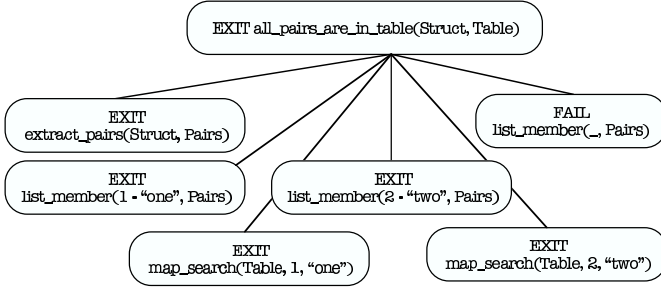 EXIT all_pairs_are_in_table(Struct, Table)
EXIT
extract_pairs(Struct, Pairs)
FAIL
list_member(_, Pairs)
EXIT
list_member(1 - “one”, Pairs)
EXIT
list_member(2 - “two”, Pairs)
EXIT
map_search(Table, 1, “one”)
EXIT
map_search(Table, 2, “two”)